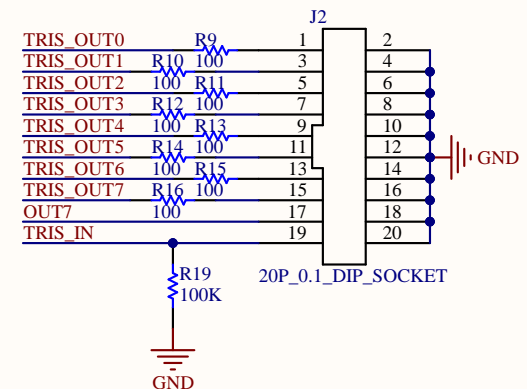 J2
TRIS_OUT0 R9 1 2
TRIS_OUT1 R10 100 3 4
TRIS_OUT2 100 R11 5 6
TRIS_OUT3 R12 100 7 8
TRIS_OUT4 100 R13 9 10
TRIS_OUT5 R14 100 11 12 GND
TRIS_OUT6 100 R15 13 14
TRIS_OUT7 R16 100 15 16
OUT7 100 17 18
TRIS_IN 19 20
R19 20P_0.1_DIP_SOCKET
100K
GND